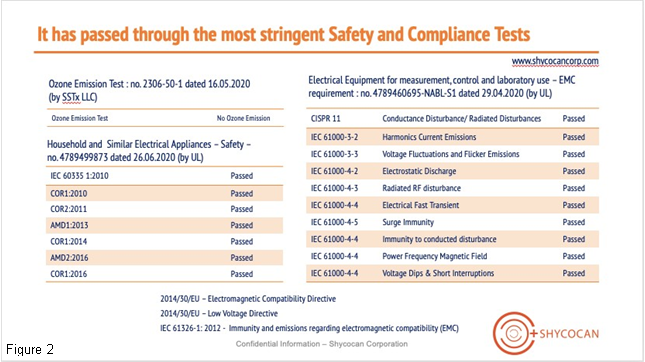 It has passed through the most stringent Safety and Compliance Tests
www.shycocancorp.com
Ozone Emission Test : no. 2306-50-1 dated 16.05.2020
(by SSTx LLC)
Ozone Emission Test No Ozone Emission
Household and Similar Electrical Appliances – Safety –
no. 4789499873 dated 26.06.2020 (by UL)
IEC 60335 1:2010 Passed
COR1:2010 Passed
COR2:2011 Passed
AMD1:2013 Passed
COR1:2014 Passed
AMD2:2016 Passed
COR1:2016 Passed
Electrical Equipment for measurement, control and laboratory use – EMC
requirement : no. 4789460695-NABL-S1 dated 29.04.2020 (by UL)
CISPR 11 Conductance Disturbance/ Radiated Disturbances Passed
IEC 61000-3-2 Harmonics Current Emissions Passed
IEC 61000-3-3 Voltage Fluctuations and Flicker Emissions Passed
IEC 61000-4-2 Electrostatic Discharge Passed
IEC 61000-4-3 Radiated RF disturbance Passed
IEC 61000-4-4 Electrical Fast Transient Passed
IEC 61000-4-5 Surge Immunity Passed
IEC 61000-4-4 Immunity to conducted disturbance Passed
IEC 61000-4-4 Power Frequency Magnetic Field Passed
IEC 61000-4-4 Voltage Dips & Short Interruptions Passed
2014/30/EU – Electromagnetic Compatibility Directive
2014/30/EU – Low Voltage Directive
IEC 61326-1: 2012 - Immunity and emissions regarding electromagnetic compatibility (EMC)
SHYCOCAN
Confidential Information – Shycocan Corporation
Figure 2